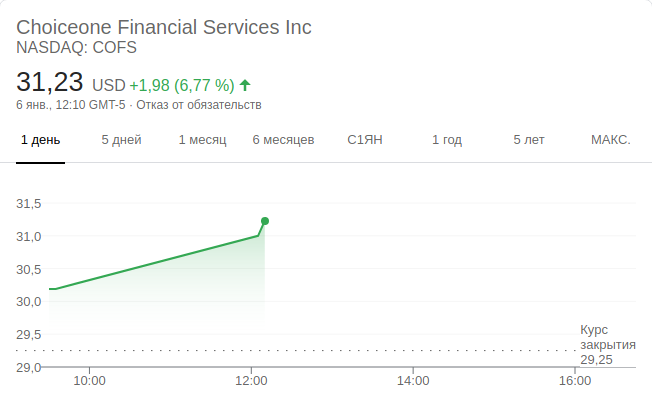 Choiceone Financial Services Inc
NASDAQ: COFS
31,23 USD +1,98 (6,77 %)
6 янв., 12:10 GMT-5 · Отказ от обязательств
1 день 5 дней 1 месяц 6 месяцев С1ЯН 1 год 5 лет МАКС.
31,5
31,0
30,5
30,0
29,5
29,0
Курс
закрытия
29,25
10:00 12:00 14:00 16:00